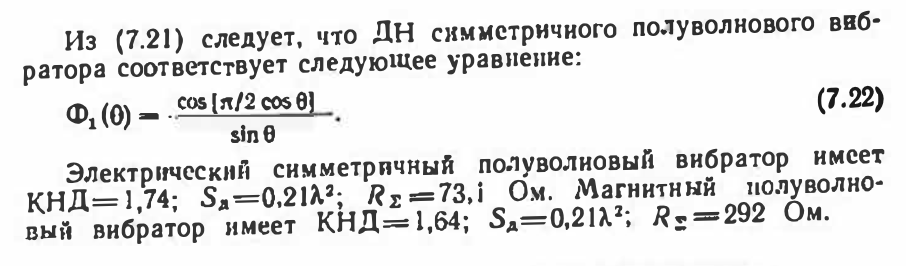 Из (7.21) следует, что ДН симметричного полуволнового виб-
ратора соответствует следующее уравнение:
Φ₁(θ) = cos [π/2 cos θ] / sin θ. (7.22)
Электрический симметричный полуволновый вибратор имеет
КНД=1,74; Sд=0,21λ²; R_Σ=73,1 Ом. Магнитный полуволно-
вый вибратор имеет КНД=1,64; Sд=0,21λ²; R_Σ=292 Ом.